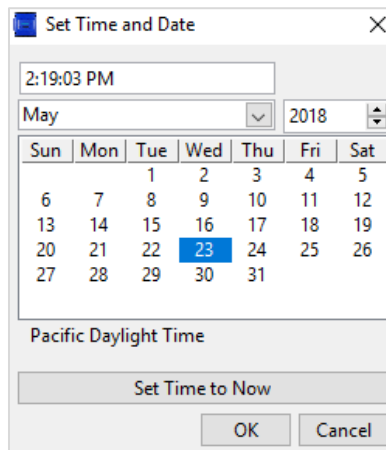 Set Time and Date
2:19:03 PM
May 2018
Sun Mon Tue Wed Thu Fri Sat
1 2 3 4 5
6 7 8 9 10 11 12
13 14 15 16 17 18 19
20 21 22 23 24 25 26
27 28 29 30 31
Pacific Daylight Time
Set Time to Now
OK Cancel